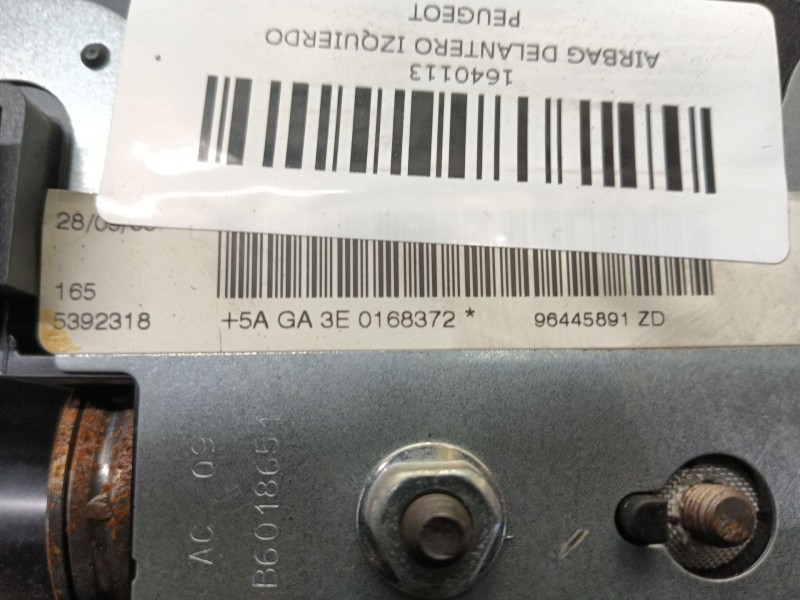 PEUGEOT
AIRBAG DELANTERO IZQUIERDO
1640113
165
5392318
+5A GA 3E 0168372 *
96445891 ZD
AC 09
B6018651